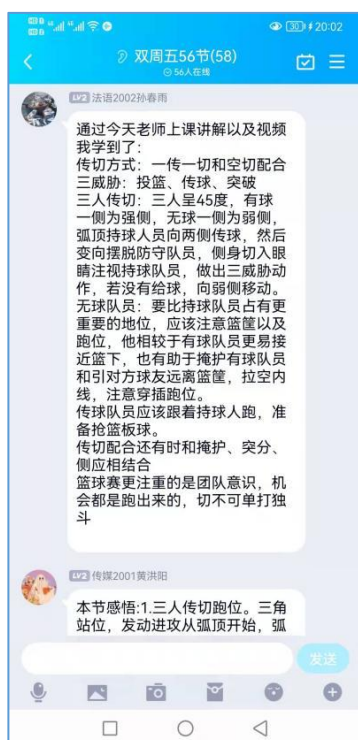 30 20:02
双周五56节(58)
56人在线
LV2 法语2002孙春雨
通过今天老师上课讲解以及视频
我学到了：
传切方式：一传一切和空切配合
三威胁：投篮、传球、突破
三人传切：三人呈45度，有球
一侧为强侧，无球一侧为弱侧，
弧顶持球人员向两侧传球，然后
变向摆脱防守队员，侧身切入眼
睛注视持球队员，做出三威胁动
作，若没有给球，向弱侧移动。
无球队员：要比持球队员占有更
重要的地位，应该注意篮筐以及
跑位，他相较于有球队员更易接
近篮下，也有助于掩护有球队员
和引对方球友远离篮筐，拉空内
线，注意穿插跑位。
传球队员应该跟着持球人跑，准
备抢篮板球。
传切配合还有时和掩护、突分、
侧应相结合
篮球赛更注重的是团队意识，机
会都是跑出来的，切不可单打独
斗
LV2 传媒2001黄洪阳
本节感悟:1.三人传切跑位。三角
站位，发动进攻从弧顶开始，弧
发送